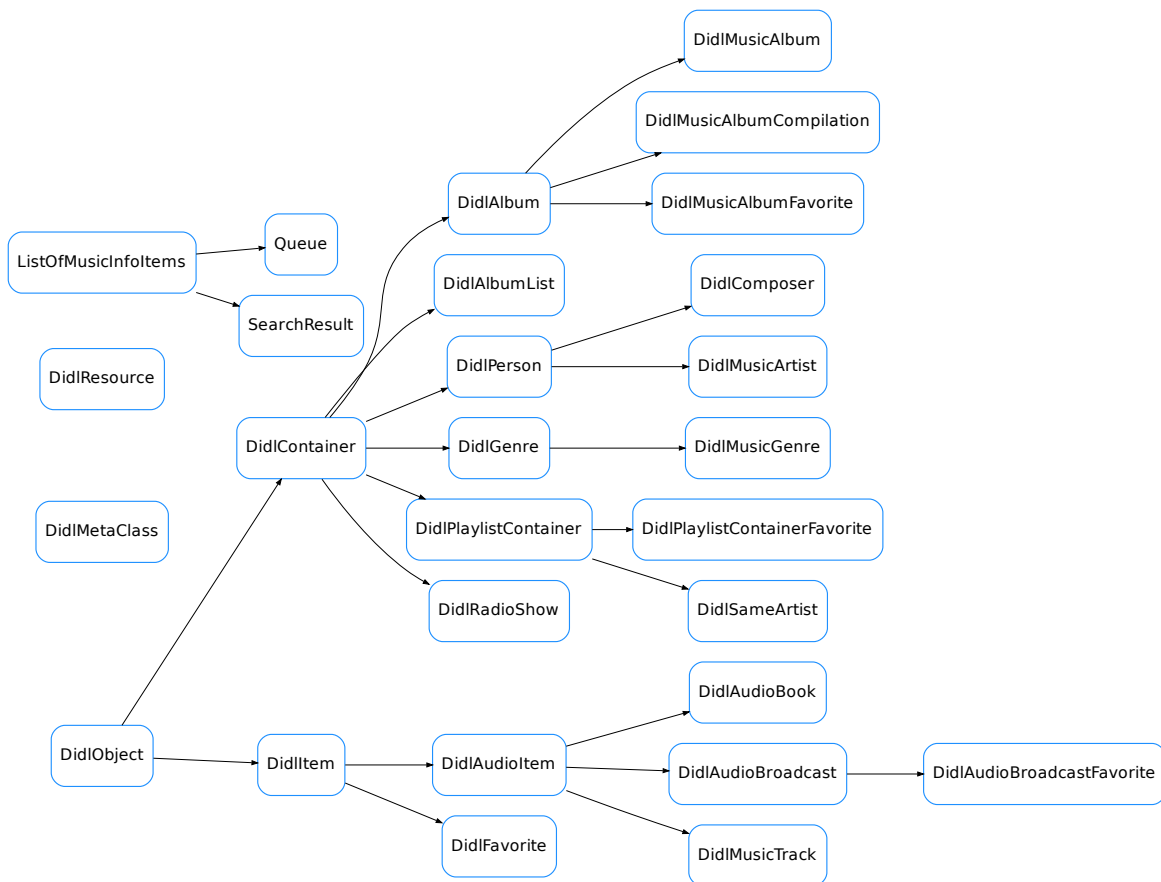 DidlMusicAlbum
DidlMusicAlbumCompilation
DidlAlbum
DidlMusicAlbumFavorite
Queue
ListOfMusicInfoItems
DidlAlbumList
DidlComposer
SearchResult
DidlPerson
DidlMusicArtist
DidlResource
DidlContainer
DidlGenre
DidlMusicGenre
DidlMetaClass
DidlPlaylistContainer
DidlPlaylistContainerFavorite
DidlRadioShow
DidlSameArtist
DidlAudioBook
DidlObject
DidlItem
DidlAudioItem
DidlAudioBroadcast
DidlAudioBroadcastFavorite
DidlFavorite
DidlMusicTrack